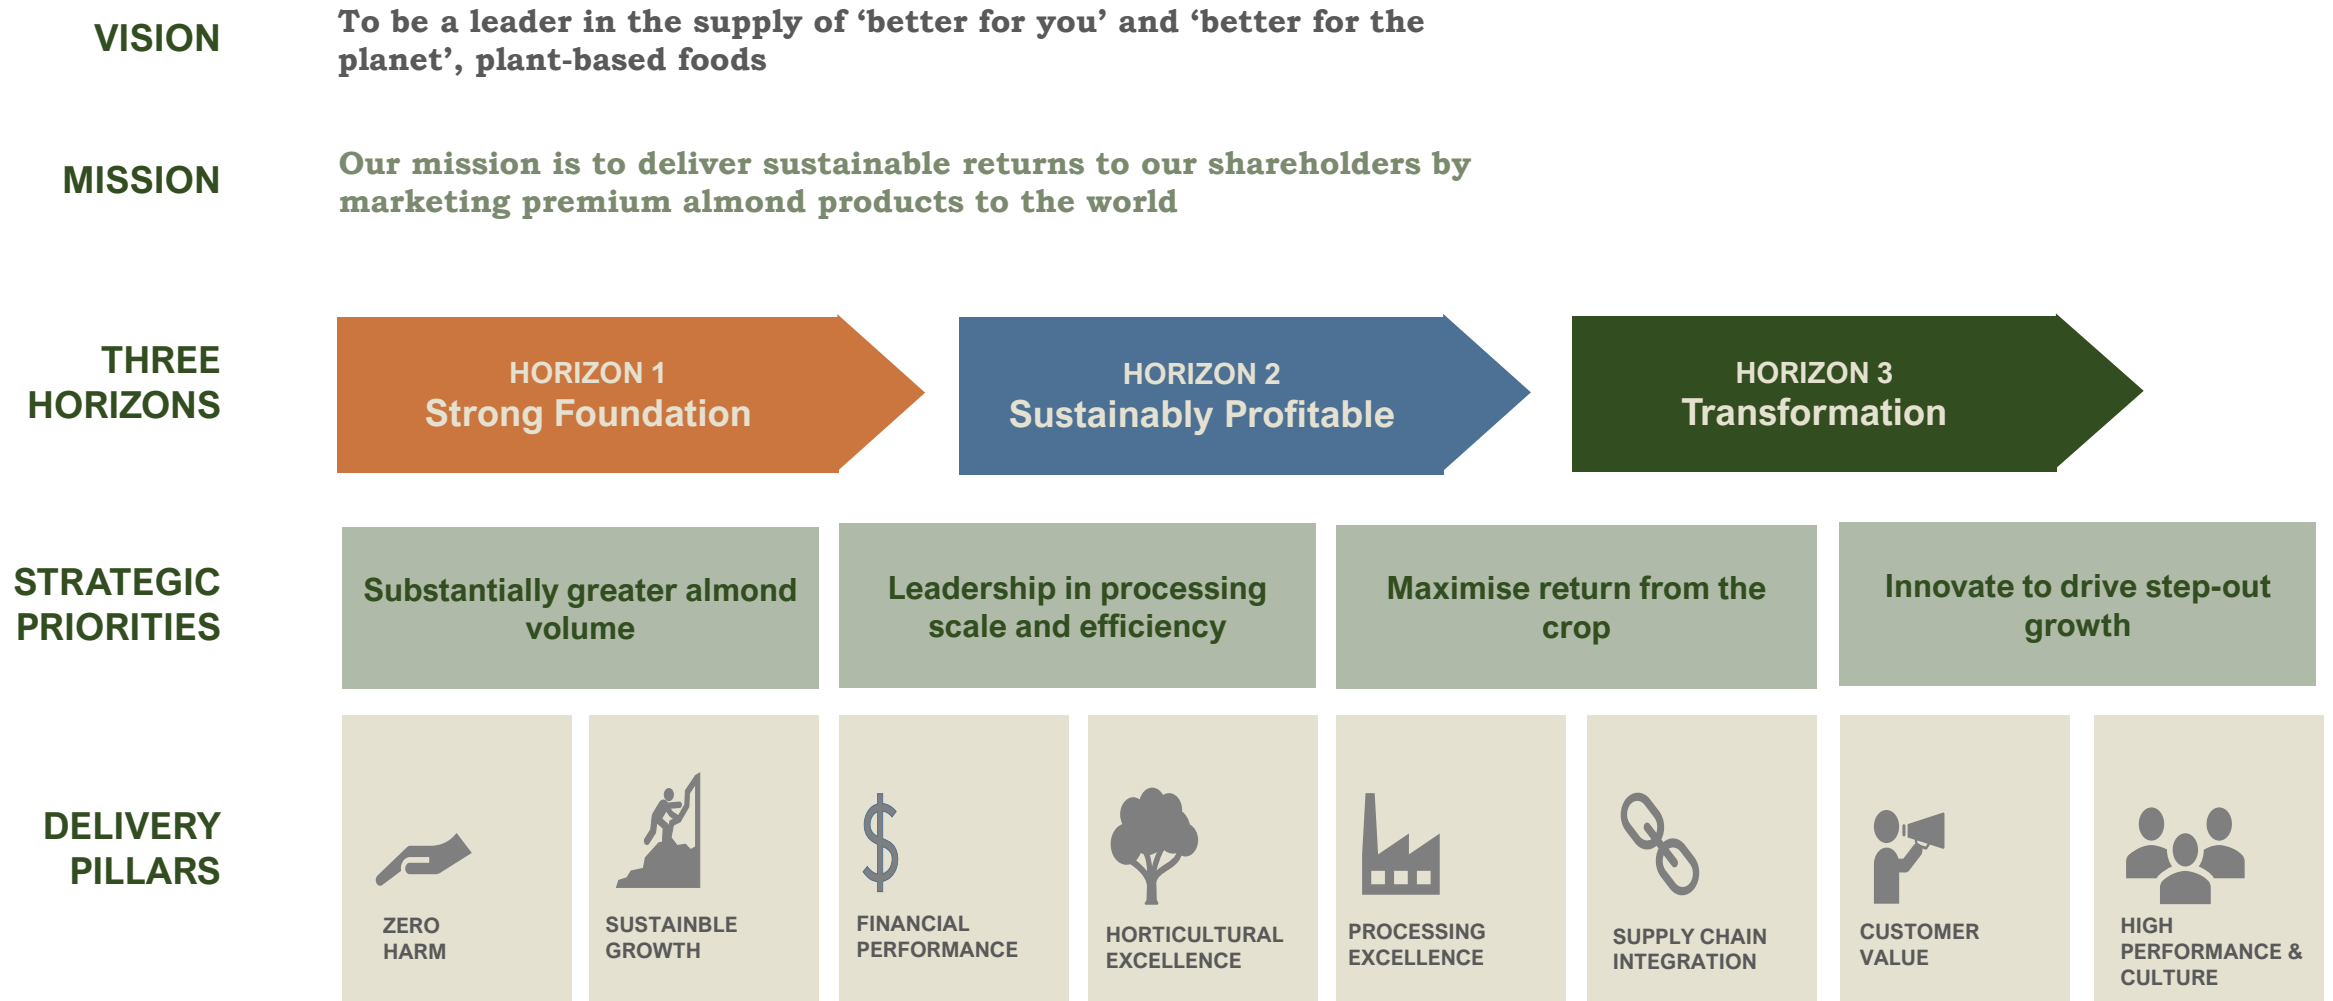 VISION
To be a leader in the supply of ‘better for you’ and ‘better for the
planet’, plant-based foods
MISSION
Our mission is to deliver sustainable returns to our shareholders by
marketing premium almond products to the world
THREE
HORIZONS
HORIZON 1
Strong Foundation
HORIZON 2
Sustainably Profitable
HORIZON 3
Transformation
STRATEGIC
PRIORITIES
Substantially greater almond
volume
Leadership in processing
scale and efficiency
Maximise return from the
crop
Innovate to drive step-out
growth
DELIVERY
PILLARS
ZERO
HARM
SUSTAINBLE
GROWTH
$
FINANCIAL
PERFORMANCE
HORTICULTURAL
EXCELLENCE
PROCESSING
EXCELLENCE
SUPPLY CHAIN
INTEGRATION
CUSTOMER
VALUE
HIGH
PERFORMANCE &
CULTURE